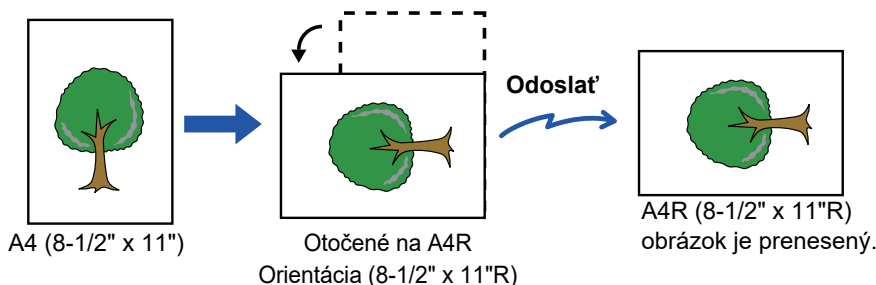 Odoslať
A4 (8-1/2" x 11")
Otočené na A4R
Orientácia (8-1/2" x 11"R)
A4R (8-1/2" x 11"R)
obrázok je prenesený.